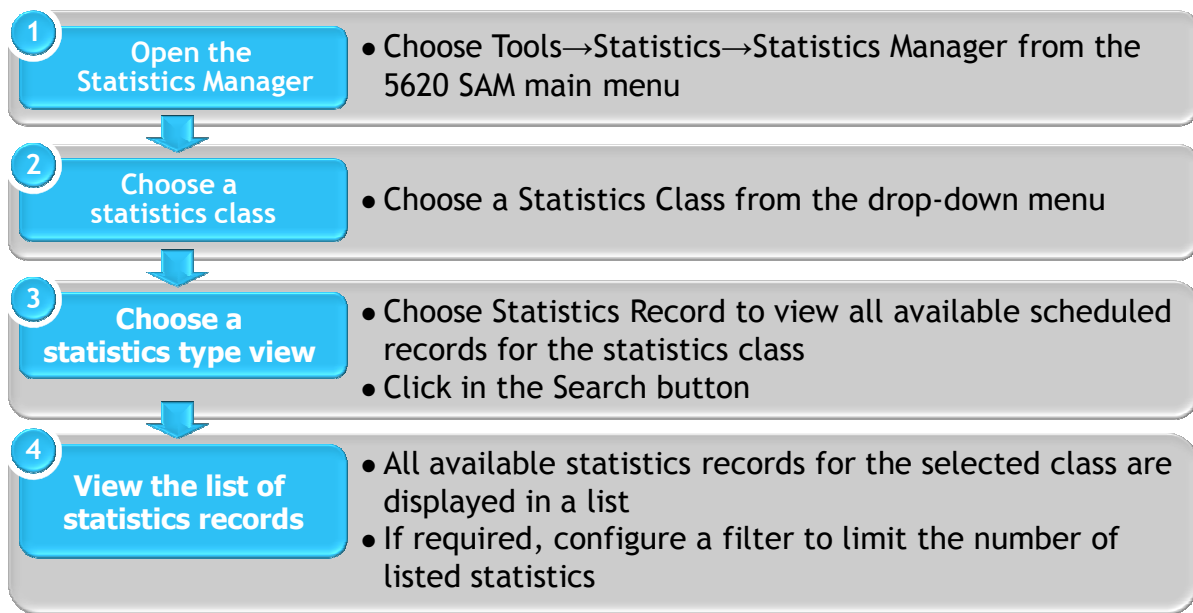 1
Open the
Statistics Manager
• Choose Tools→Statistics→Statistics Manager from the
5620 SAM main menu
2
Choose a
statistics class
• Choose a Statistics Class from the drop-down menu
3
Choose a
statistics type view
• Choose Statistics Record to view all available scheduled
records for the statistics class
• Click in the Search button
4
View the list of
statistics records
• All available statistics records for the selected class are
displayed in a list
• If required, configure a filter to limit the number of
listed statistics